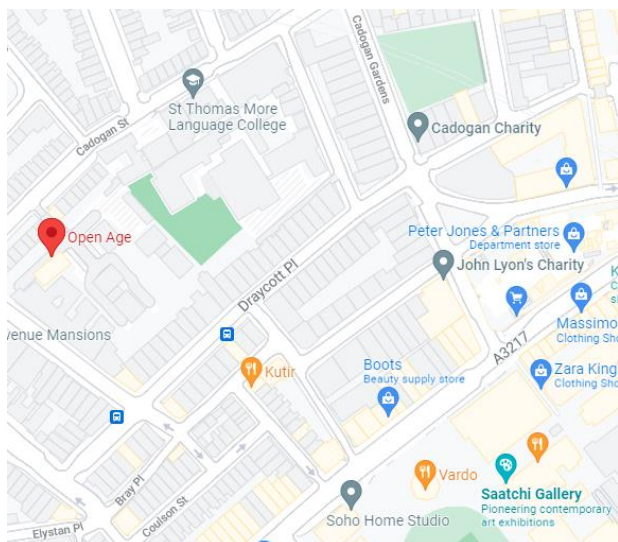 Cadogan Gardens
St Thomas More
Language College
Cadogan St
Cadogan Charity
Open Age
Peter Jones & Partners
Department store
Draycott Pl
John Lyon's Charity
K
C
si
venue Mansions
Massimo
Clothing Sho
A3217
Kutir
Boots
Beauty supply store
Zara King
Clothing Sho
Bray Pl
Vardo
Coulson St
Saatchi Gallery
Pioneering contemporary
art exhibitions
Soho Home Studio
Elystan Pl